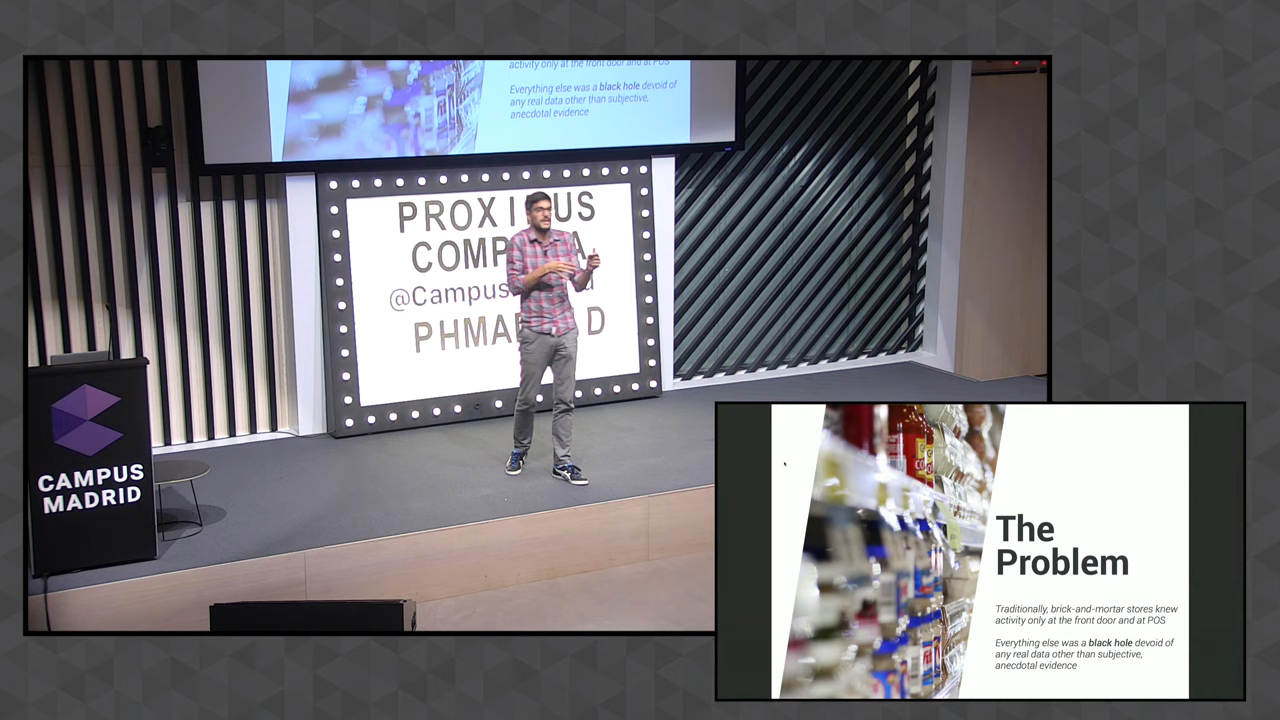 activity only at the front door and at POS
Everything else was a black hole devoid of
any real data other than subjective,
anecdotal evidence
@Campus
CAMPUS
MADRID
The
Problem
Traditionally, brick-and-mortar stores knew
activity only at the front door and at POS
Everything else was a black hole devoid of
any real data other than subjective,
anecdotal evidence